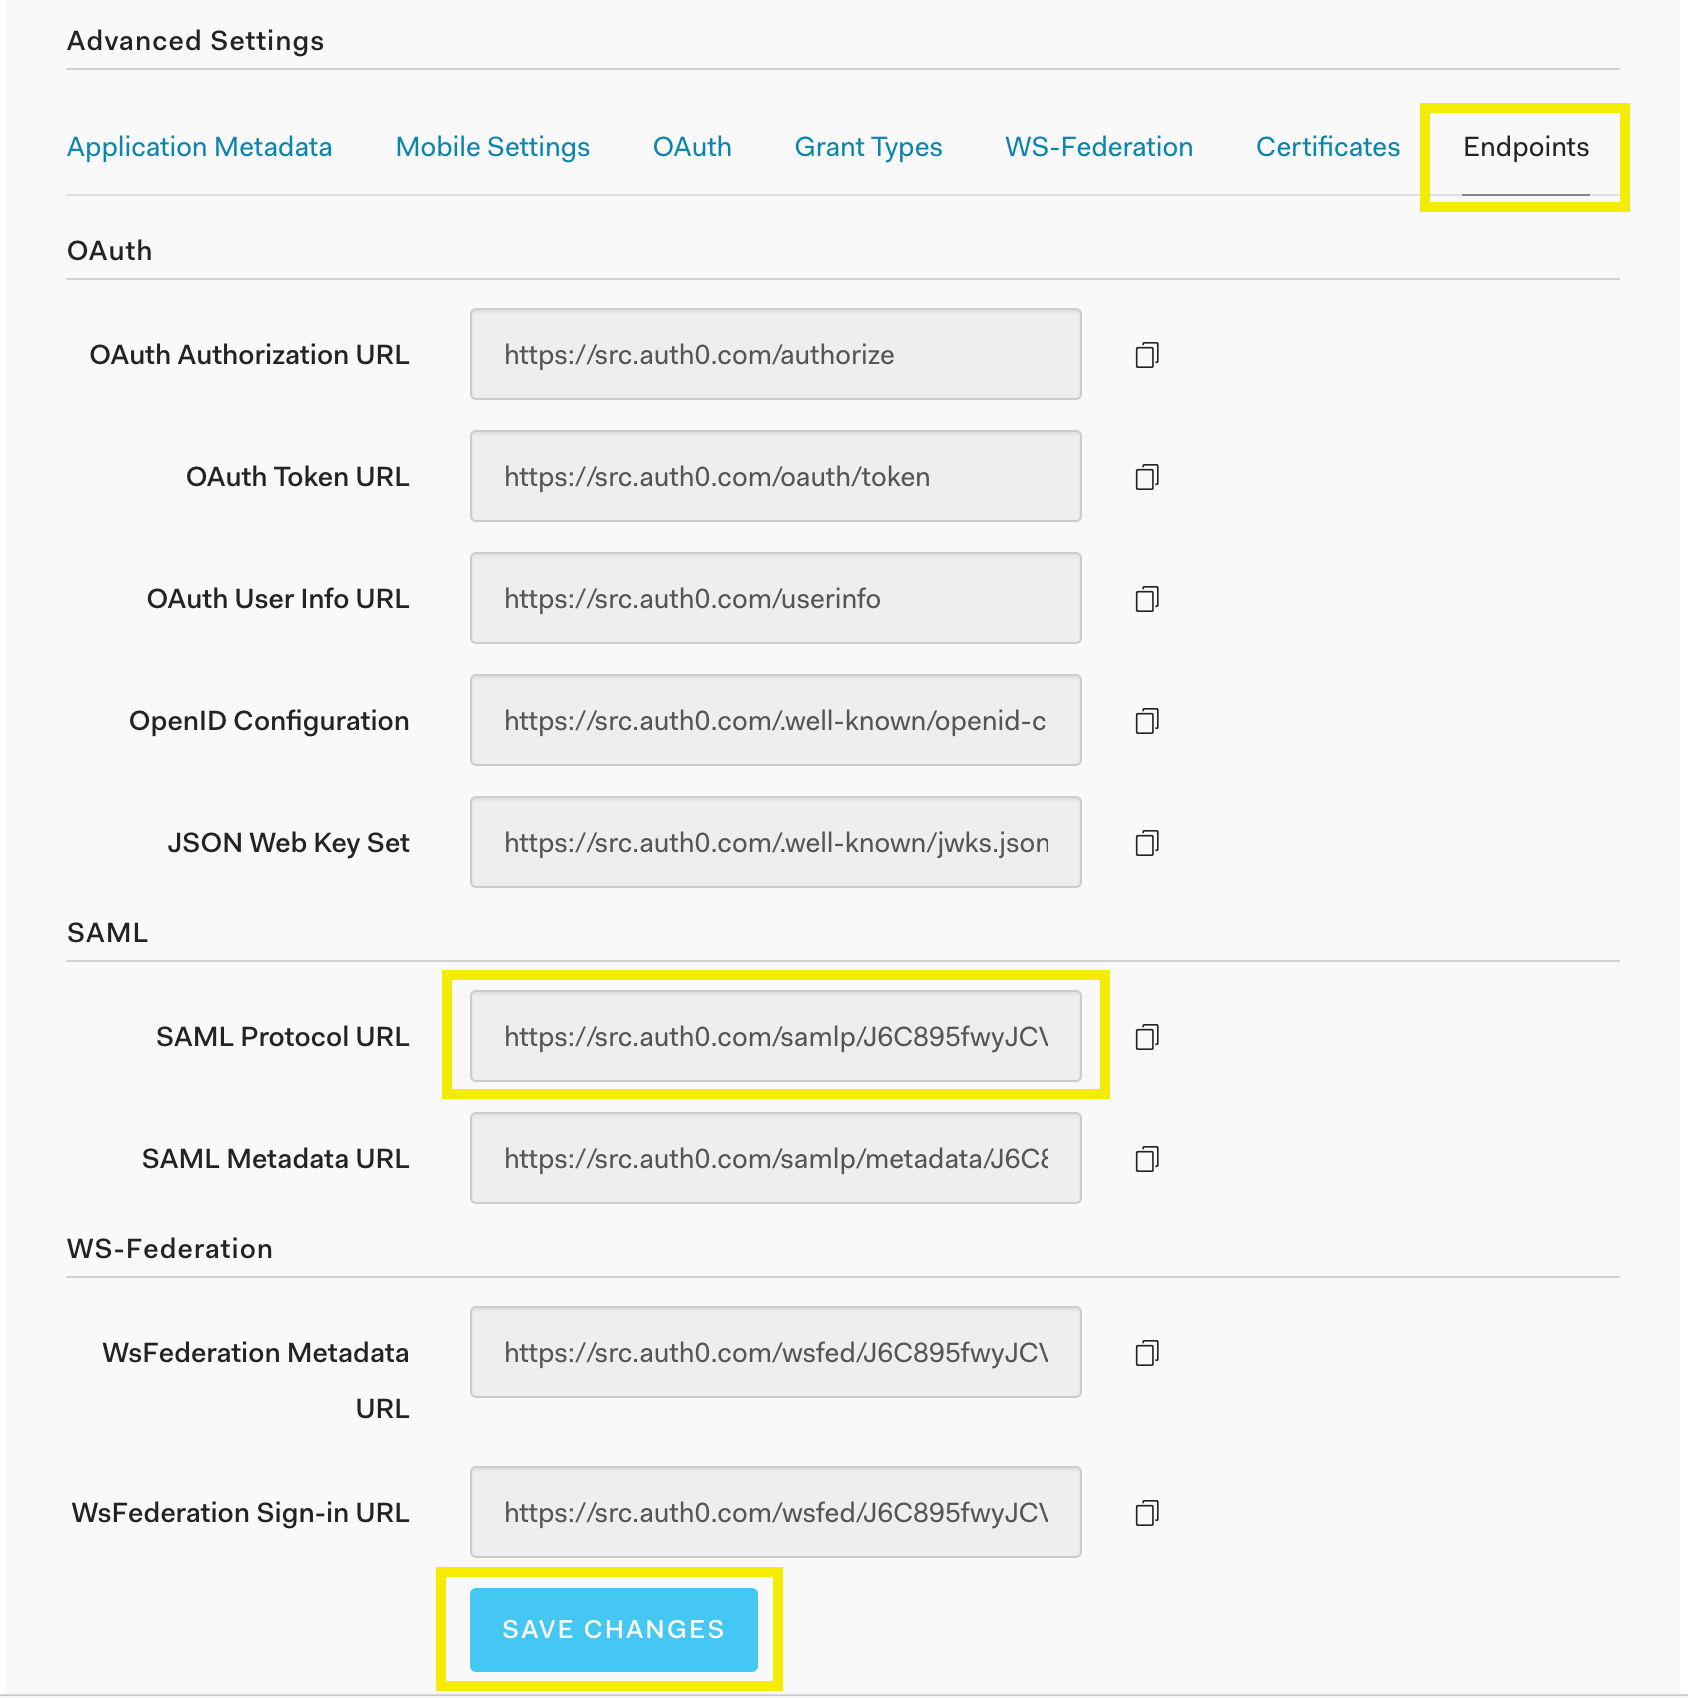 Advanced Settings
Application Metadata Mobile Settings OAuth Grant Types WS-Federation Certificates Endpoints
OAuth
OAuth Authorization URL https://src.auth0.com/authorize
OAuth Token URL https://src.auth0.com/oauth/token
OAuth User Info URL https://src.auth0.com/userinfo
OpenID Configuration https://src.auth0.com/.well-known/openid-c
JSON Web Key Set https://src.auth0.com/.well-known/jwks.json
SAML
SAML Protocol URL https://src.auth0.com/samlp/J6C895fwyJCV
SAML Metadata URL https://src.auth0.com/samlp/metadata/J6C8
WS-Federation
WsFederation Metadata https://src.auth0.com/wsfed/J6C895fwyJCV
URL
WsFederation Sign-in URL https://src.auth0.com/wsfed/J6C895fwyJCV
SAVE CHANGES